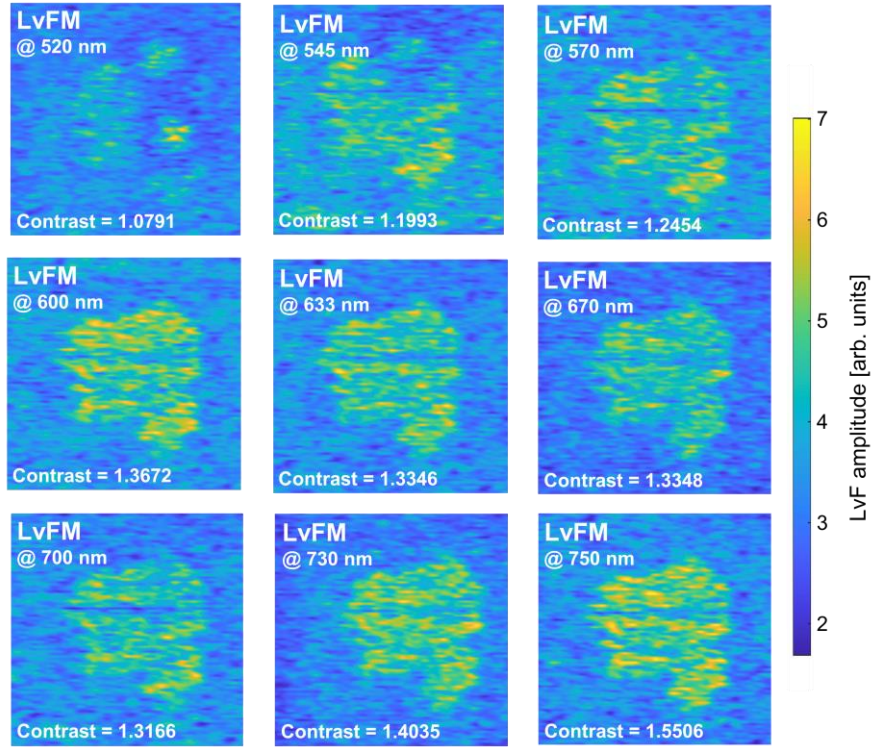 LvFM
@ 520 nm
Contrast = 1.0791
LvFM
@ 545 nm
Contrast = 1.1993
LvFM
@ 570 nm
Contrast = 1.2454
LvFM
@ 600 nm
Contrast = 1.3672
LvFM
@ 633 nm
Contrast = 1.3346
LvFM
@ 670 nm
Contrast = 1.3348
LvFM
@ 700 nm
Contrast = 1.3166
LvFM
@ 730 nm
Contrast = 1.4035
LvFM
@ 750 nm
Contrast = 1.5506
7
6
5
4
3
2
LvF amplitude [arb. units]